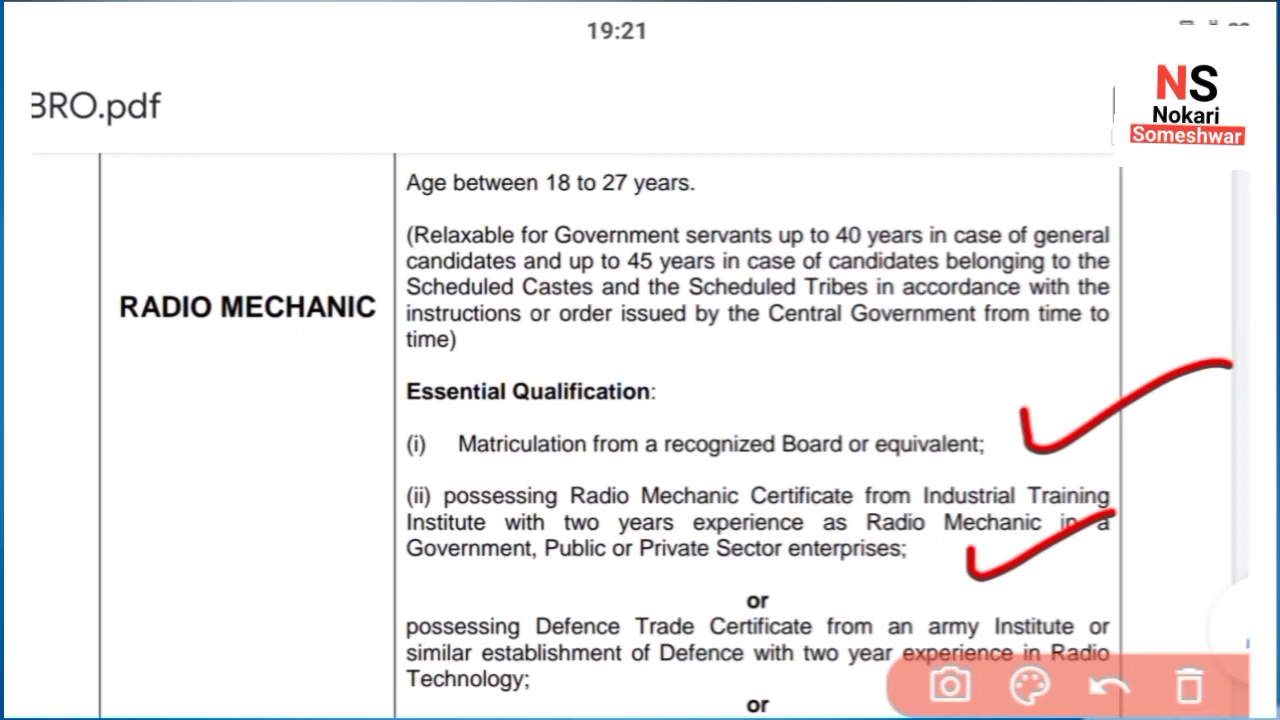 19:21
BRO.pdf
NS
Nokari
Someshwar
Age between 18 to 27 years.
(Relaxable for Government servants up to 40 years in case of general
candidates and up to 45 years in case of candidates belonging to the
Scheduled Castes and the Scheduled Tribes in accordance with the
instructions or order issued by the Central Government from time to
time)
RADIO MECHANIC
Essential Qualification:
(i) Matriculation from a recognized Board or equivalent;
(ii) possessing Radio Mechanic Certificate from Industrial Training
Institute with two years experience as Radio Mechanic in a
Government, Public or Private Sector enterprises;
or
possessing Defence Trade Certificate from an army Institute or
similar establishment of Defence with two year experience in Radio
Technology;
or